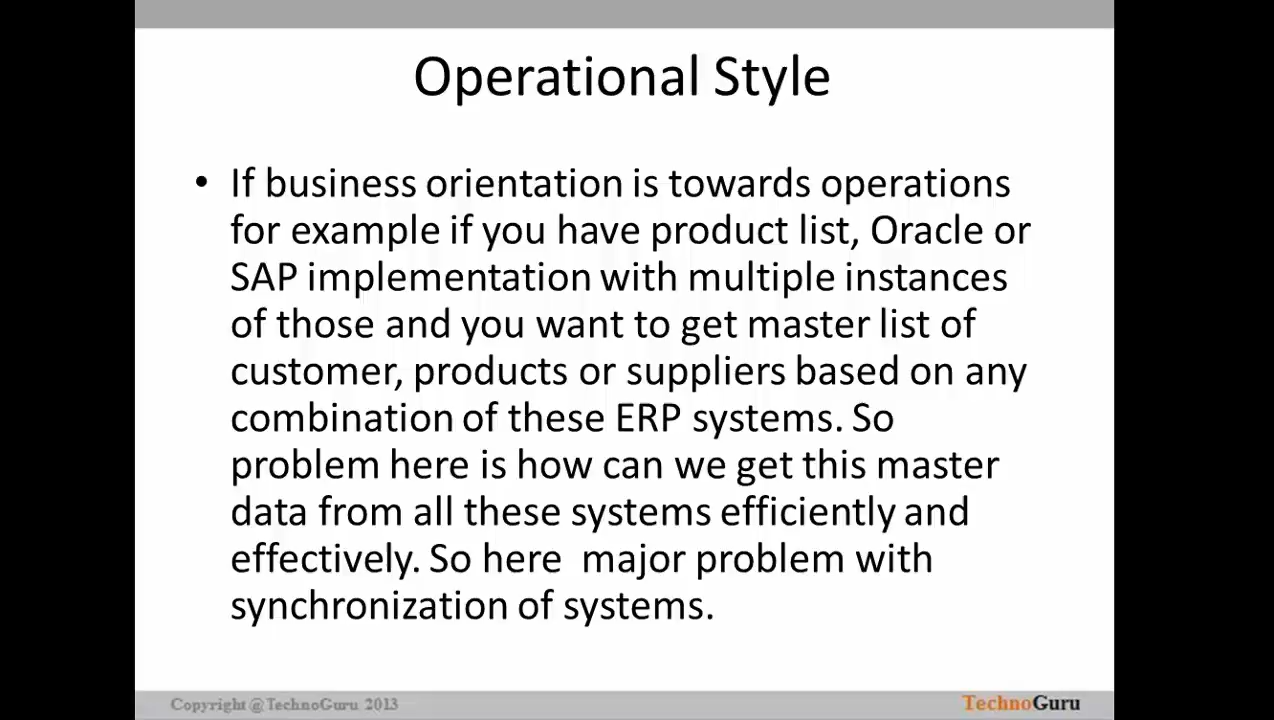 Operational Style
• If business orientation is towards operations
for example if you have product list, Oracle or
SAP implementation with multiple instances
of those and you want to get master list of
customer, products or suppliers based on any
combination of these ERP systems. So
problem here is how can we get this master
data from all these systems efficiently and
effectively. So here  major problem with
synchronization of systems.
Copyright @ TechnoGuru 2013
TechnoGuru